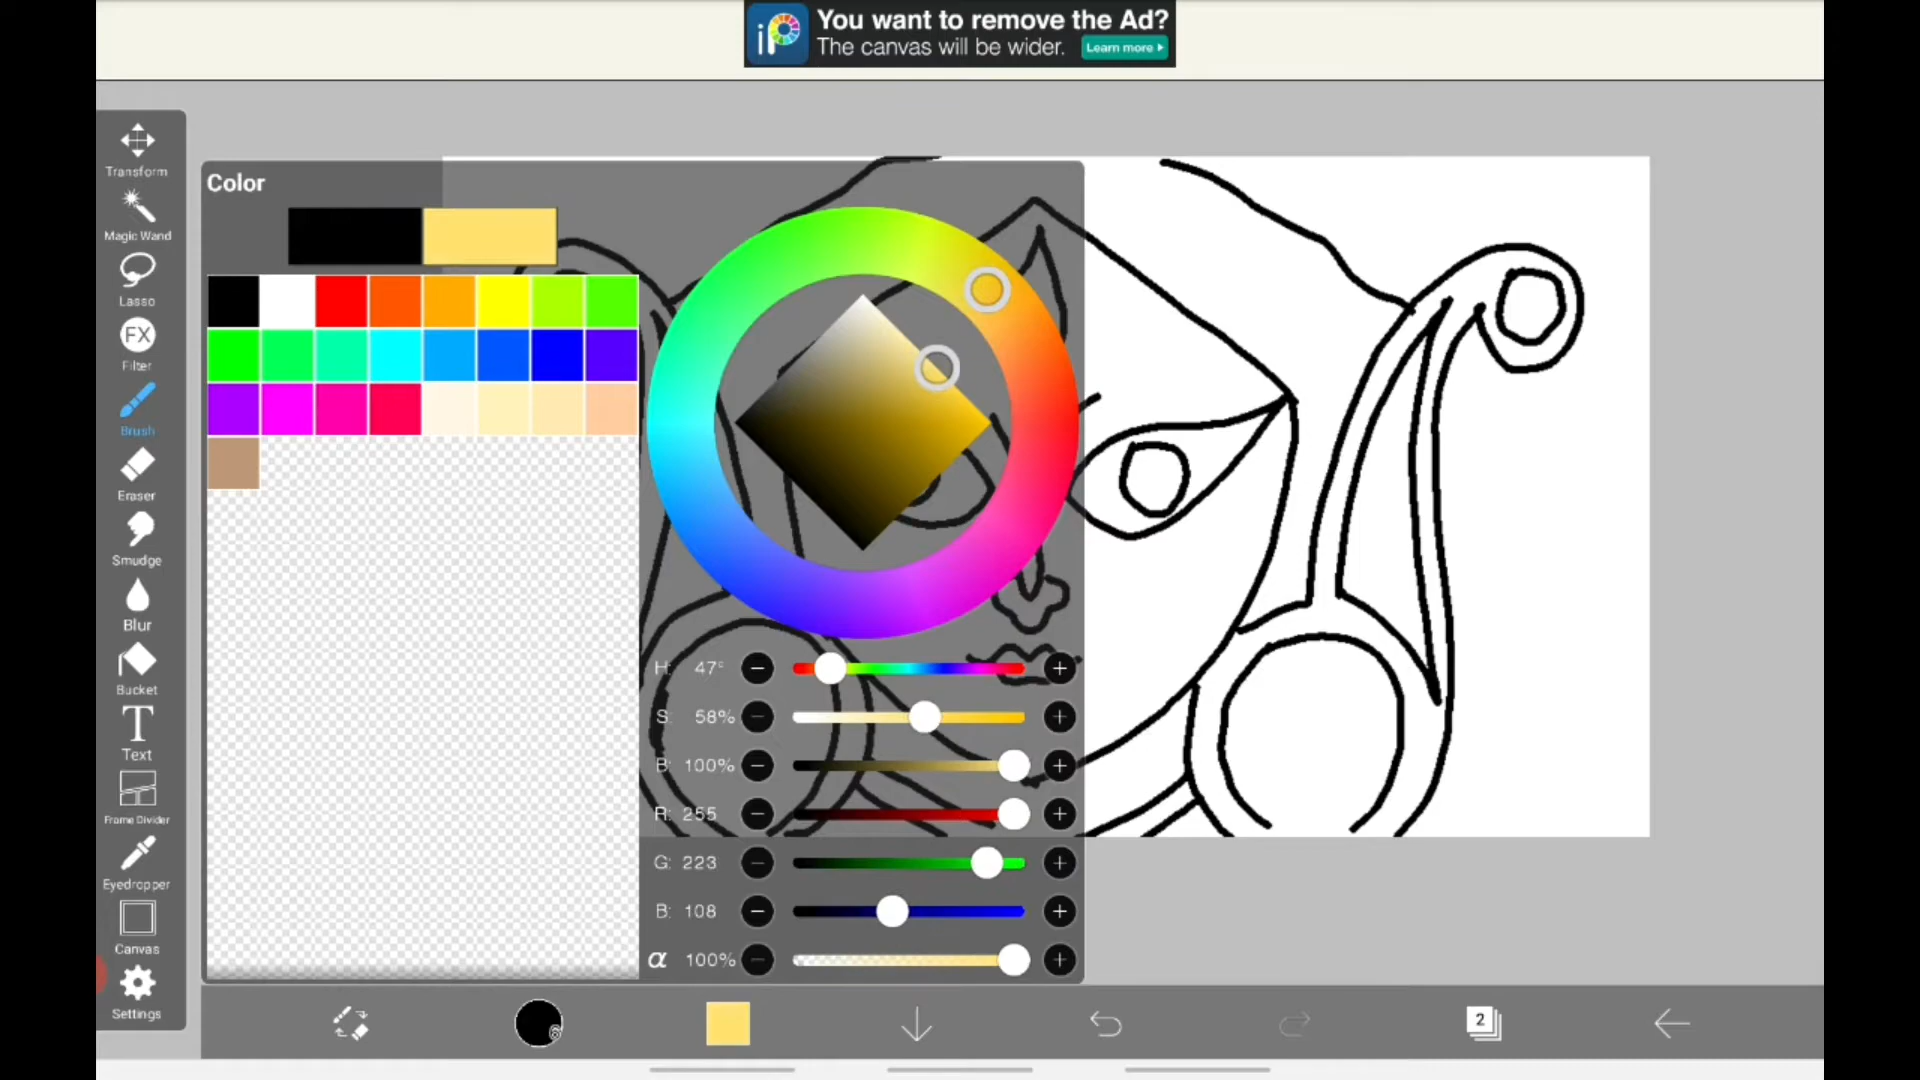 iP
You want to remove the Ad?
The canvas will be wider. Learn more
Transform
Magic Wand
Lasso
FX
Filter
Brush
Eraser
Smudge
Blur
Bucket
T
Text
Frame Divider
Eyedropper
Canvas
Settings
Color
H: 47°
S: 58%
B: 100%
R: 255
G: 223
B: 108
α 100%
2